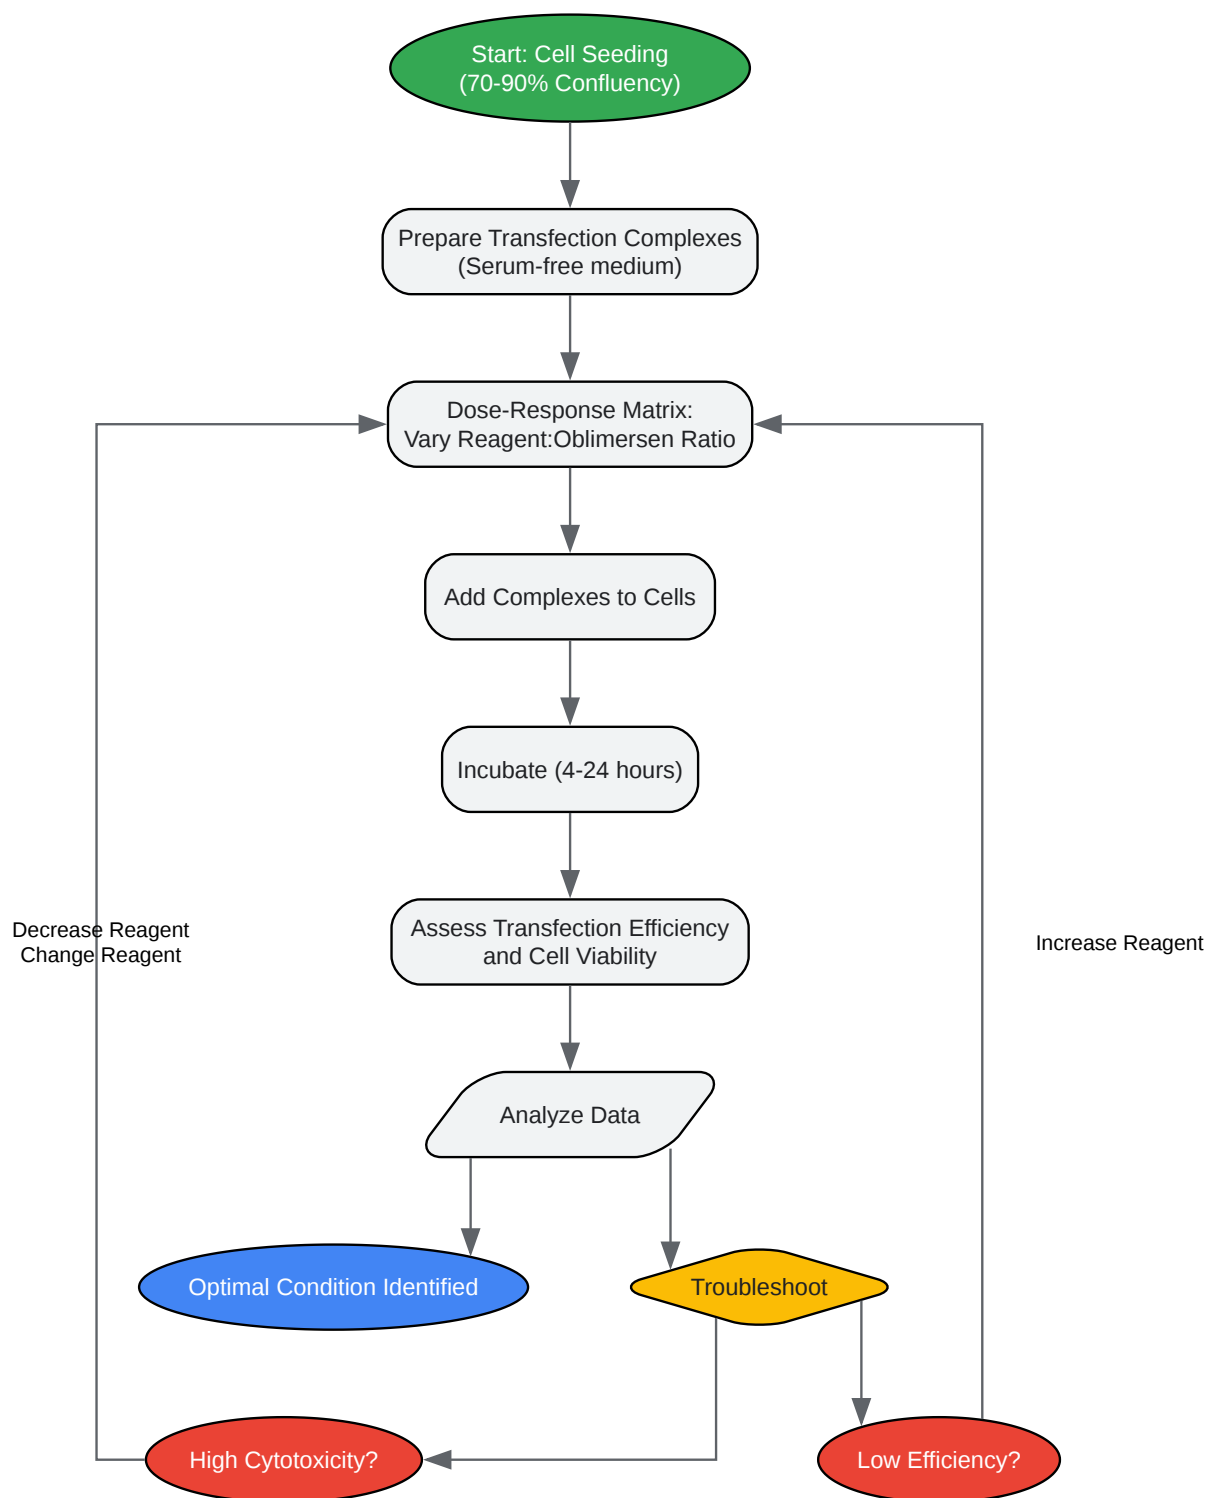 Start: Cell Seeding
(70-90% Confluency)
Prepare Transfection Complexes
(Serum-free medium)
Dose-Response Matrix:
Vary Reagent:Oblimersen Ratio
Add Complexes to Cells
Incubate (4-24 hours)
Decrease Reagent
Change Reagent
Assess Transfection Efficiency
and Cell Viability
Increase Reagent
Analyze Data
Optimal Condition Identified
Troubleshoot
High Cytotoxicity?
Low Efficiency?